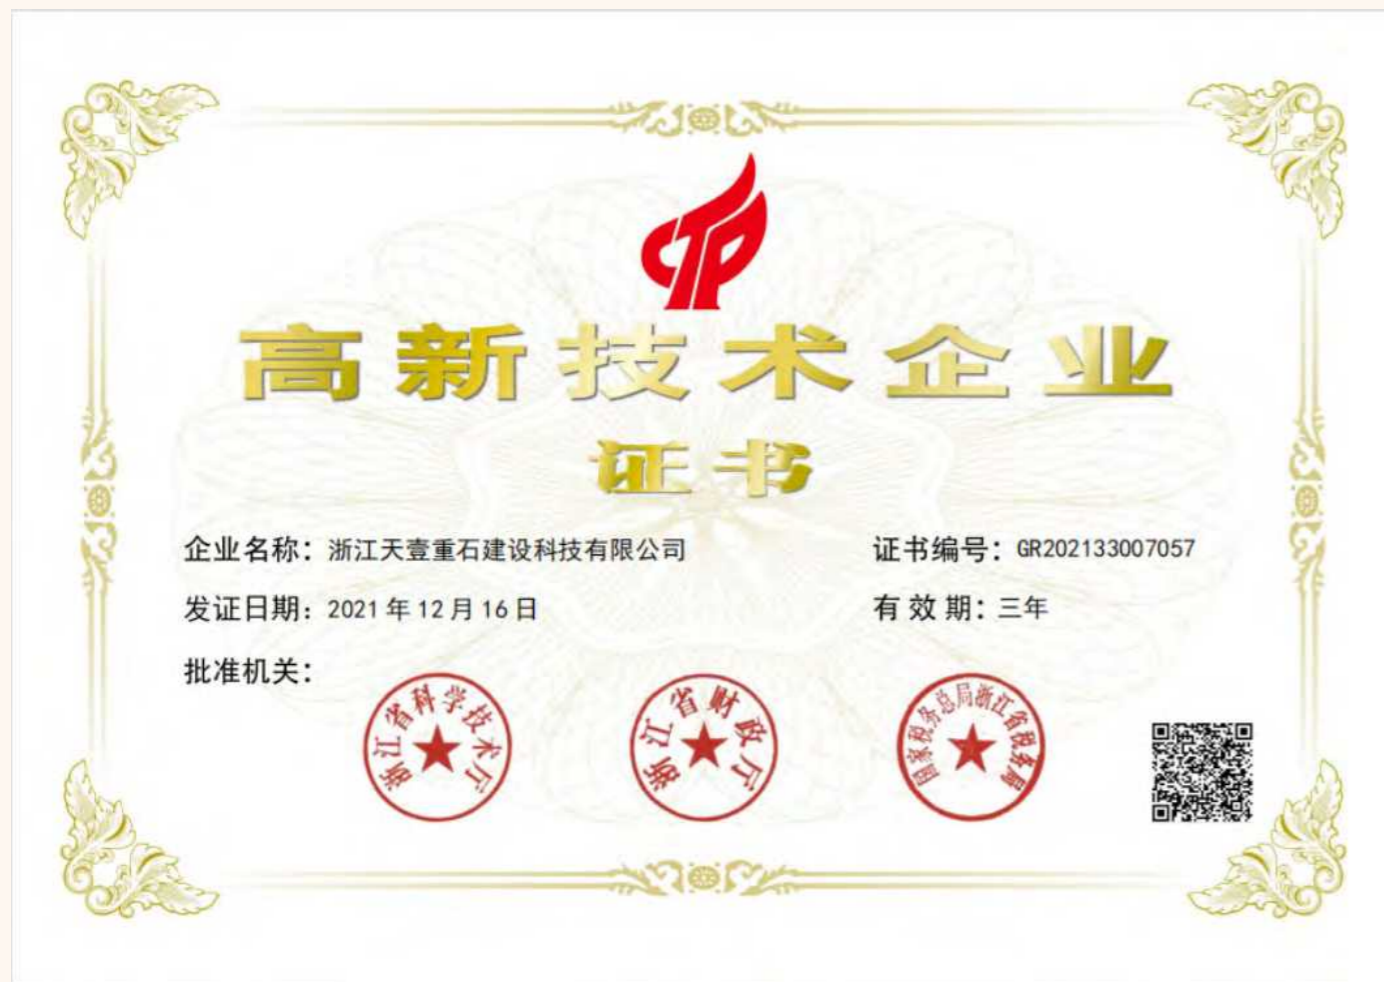 高新技术企业
证书
企业名称：浙江天壹重石建设科技有限公司
证书编号：GR202133007057
发证日期：2021年12月16日
有效期：三年
批准机关：
浙江省科学技术厅
浙江省财政厅
国家税务总局浙江省税务局